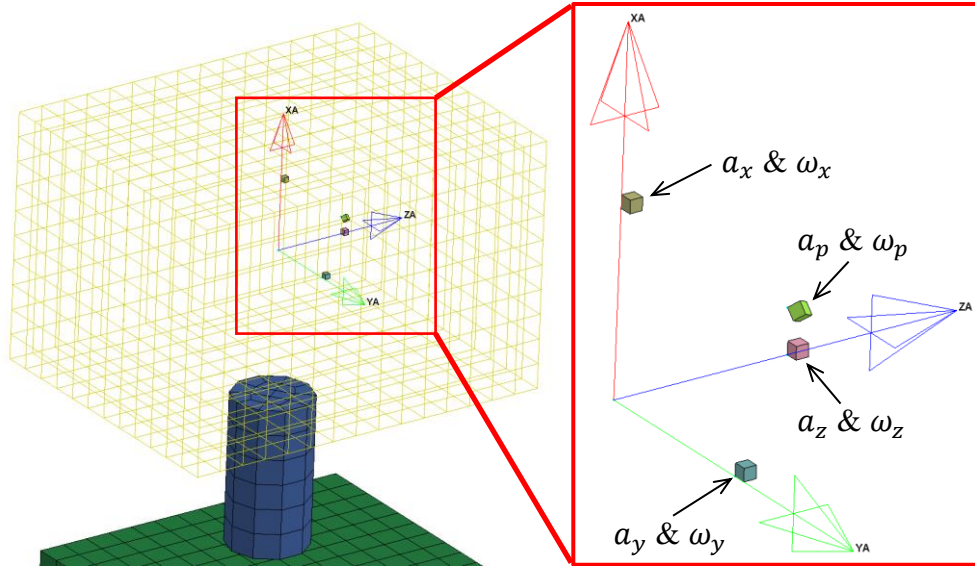 XA
ZA
YA
XA
a_x & ω_x
a_p & ω_p
ZA
a_z & ω_z
a_y & ω_y
YA